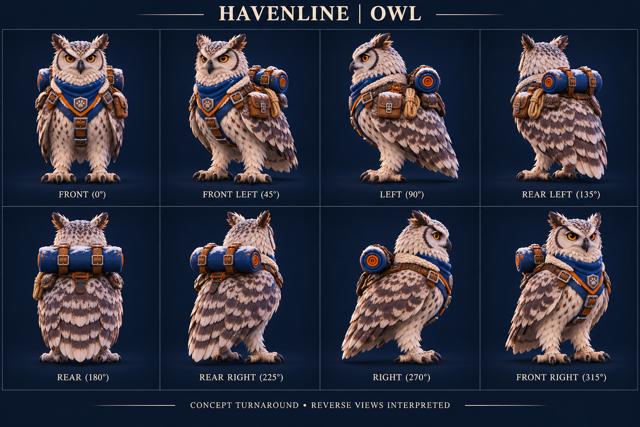 HAVENLINE | OWL
FRONT (0°)
FRONT LEFT (45°)
LEFT (90°)
REAR LEFT (135°)
REAR (180°)
REAR RIGHT (225°)
RIGHT (270°)
FRONT RIGHT (315°)
CONCEPT TURNAROUND • REVERSE VIEWS INTERPRETED